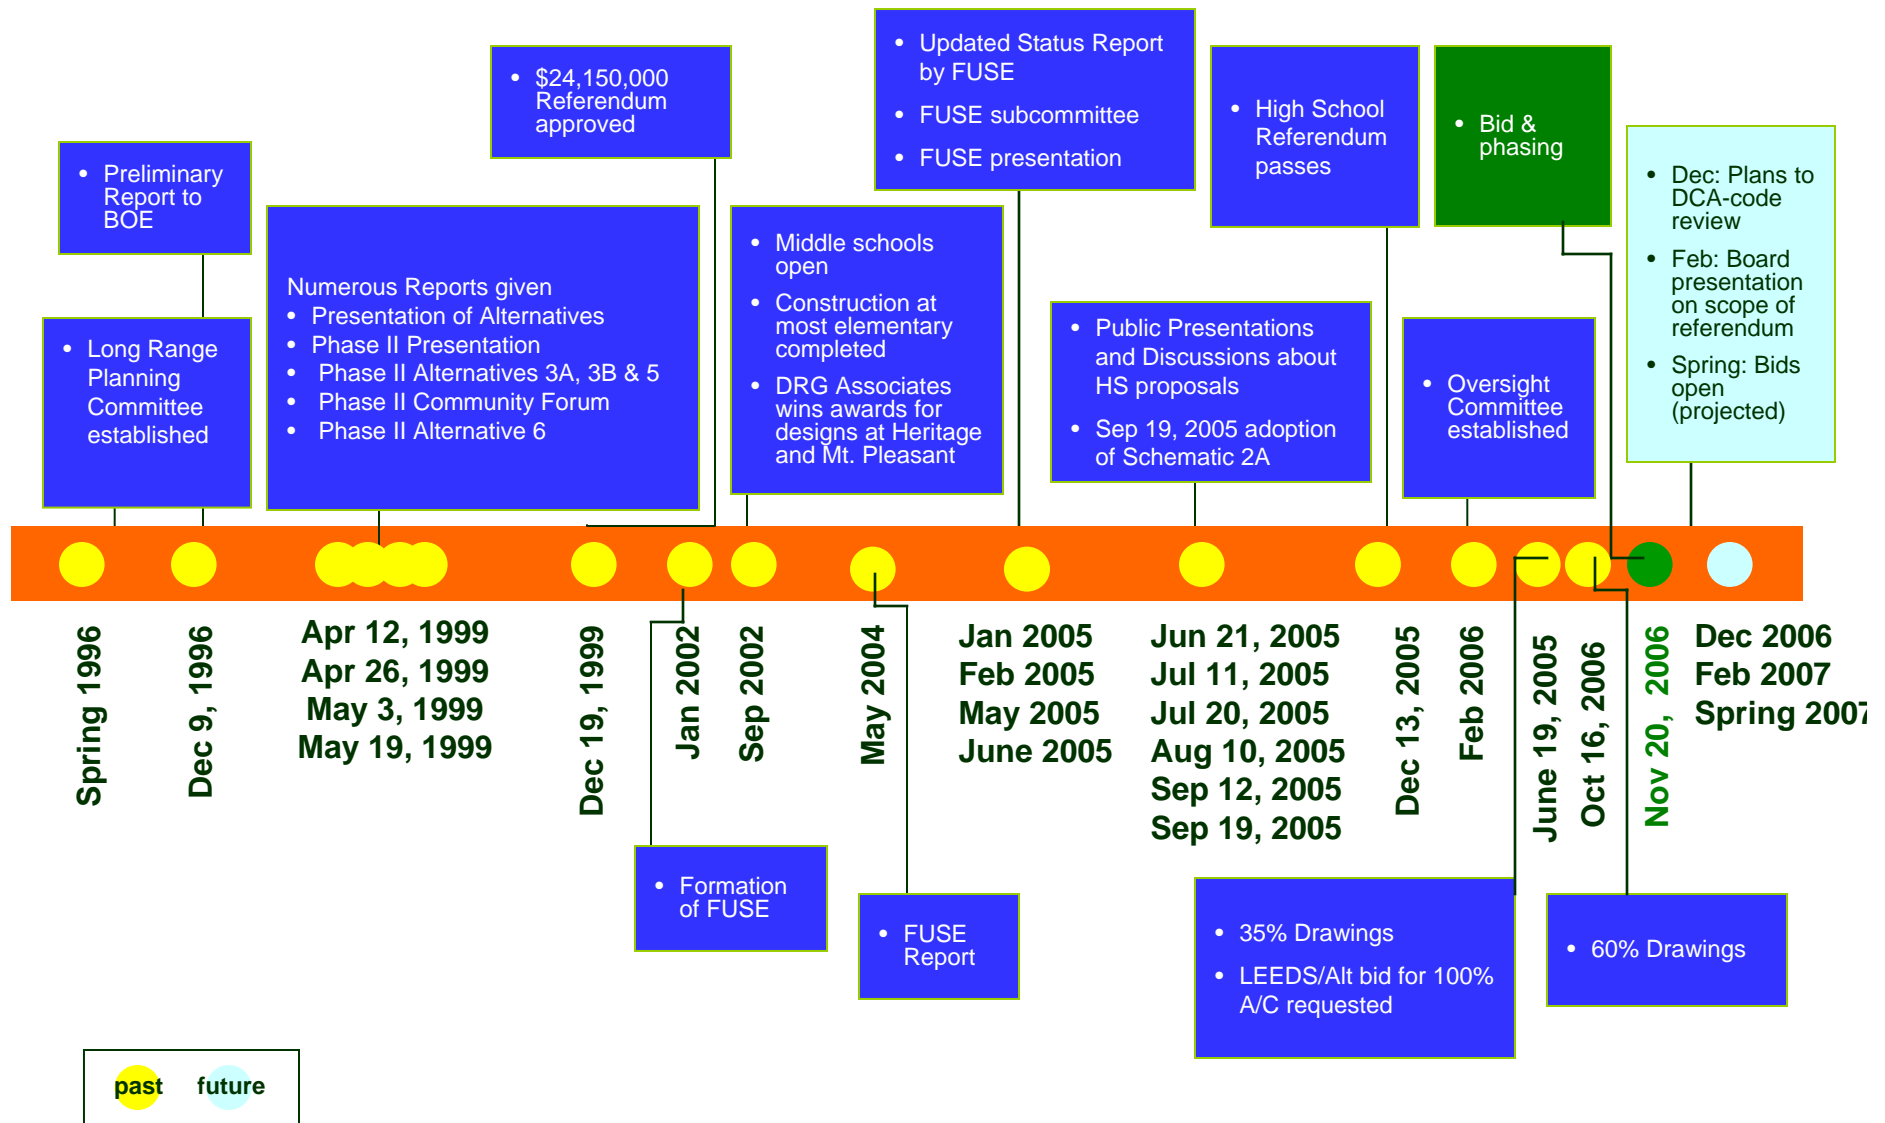 • Preliminary
Report to
BOE
• Long Range
Planning
Committee
established
Numerous Reports given
• Presentation of Alternatives
• Phase II Presentation
• Phase II Alternatives 3A, 3B & 5
• Phase II Community Forum
• Phase II Alternative 6
• $24,150,000
Referendum
approved
• Middle schools
open
• Construction at
most elementary
completed
• DRG Associates
wins awards for
designs at Heritage
and Mt. Pleasant
• Updated Status Report
by FUSE
• FUSE subcommittee
• FUSE presentation
• Public Presentations
and Discussions about
HS proposals
• Sep 19, 2005 adoption
of Schematic 2A
• High School
Referendum
passes
• Oversight
Committee
established
• Bid &
phasing
• Dec: Plans to
DCA-code
review
• Feb: Board
presentation
on scope of
referendum
• Spring: Bids
open
(projected)
Spring 1996
Dec 9, 1996
Apr 12, 1999
Apr 26, 1999
May 3, 1999
May 19, 1999
Dec 19, 1999
Jan 2002
Sep 2002
May 2004
Jan 2005
Feb 2005
May 2005
June 2005
Jun 21, 2005
Jul 11, 2005
Jul 20, 2005
Aug 10, 2005
Sep 12, 2005
Sep 19, 2005
Dec 13, 2005
Feb 2006
June 19, 2005
Oct 16, 2006
Nov 20, 2006
Dec 2006
Feb 2007
Spring 2007
• Formation
of FUSE
• FUSE
Report
• 35% Drawings
• LEEDS/Alt bid for 100%
A/C requested
• 60% Drawings
past future